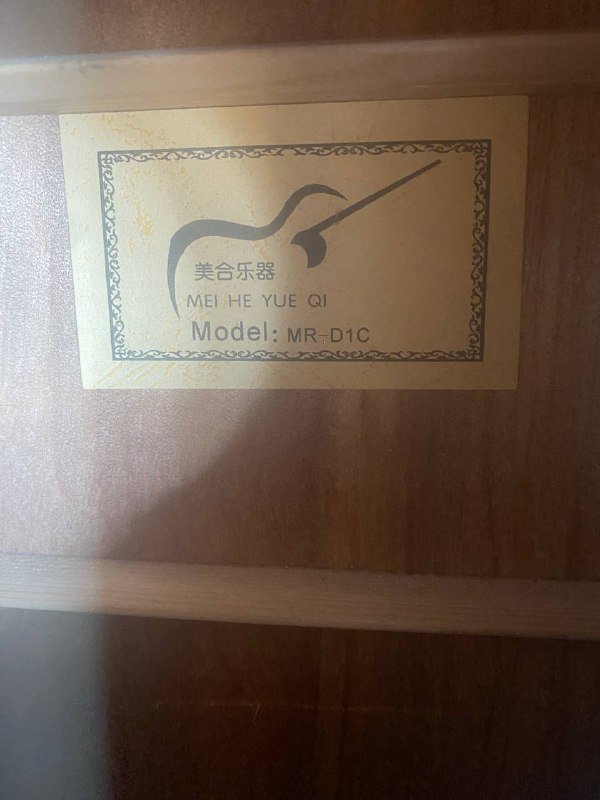 美合乐器
MEI HE YUE QI
Model: MR-D1C